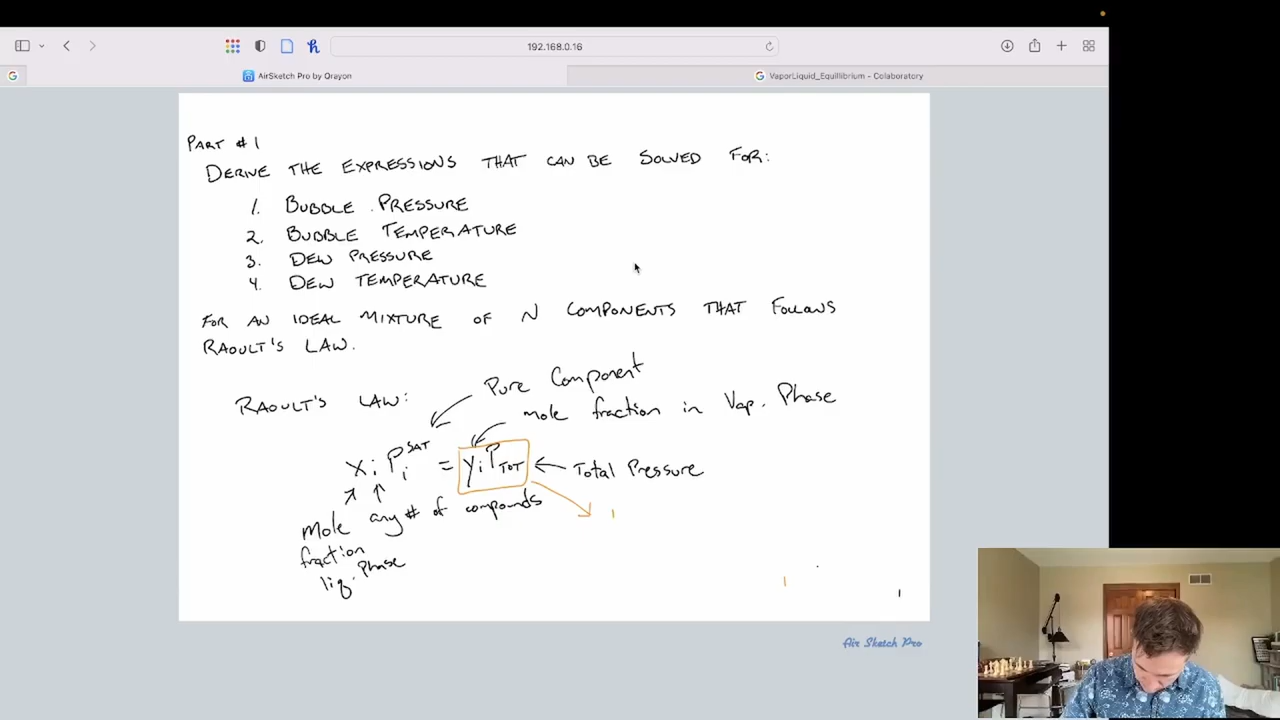 192.168.0.16
AirSketch Pro by Qrayon
VaporLiquid_Equillibrium - Colaboratory
PART #1
DERIVE THE EXPRESSIONS THAT CAN BE SOLVED FOR:
1. BUBBLE PRESSURE
2. BUBBLE TEMPERATURE
3. DEW PRESSURE
4. DEW TEMPERATURE
FOR AN IDEAL MIXTURE OF N COMPONENTS THAT FOLLOWS
RAOULT'S LAW.
RAOULT'S LAW:
Pure Component
mole fraction in Vap. Phase
xi Pi SAT = yi PTOT
Total Pressure
mole any # of compounds
fraction
liq. phase
1
Air Sketch Pro